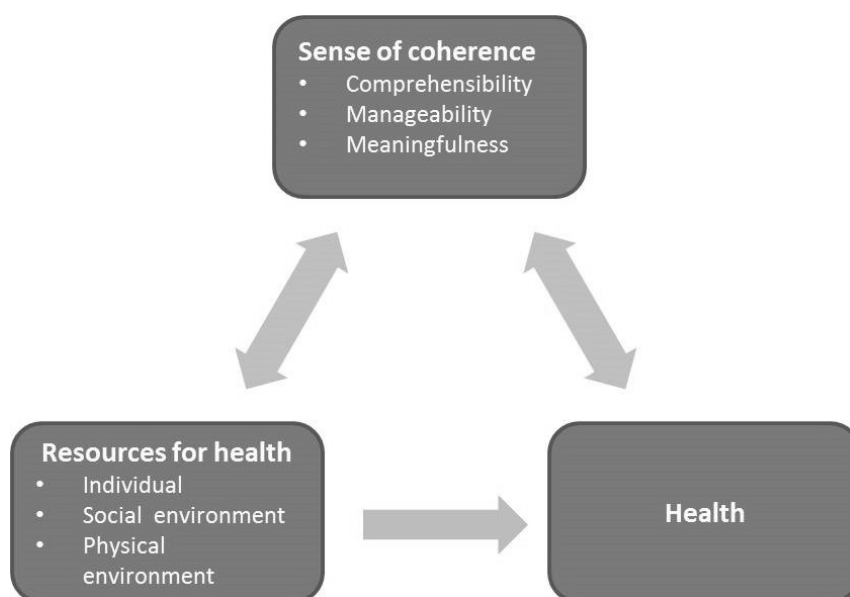 Sense of coherence
• Comprehensibility
• Manageability
• Meaningfulness
Resources for health
• Individual
• Social environment
• Physical
environment
Health